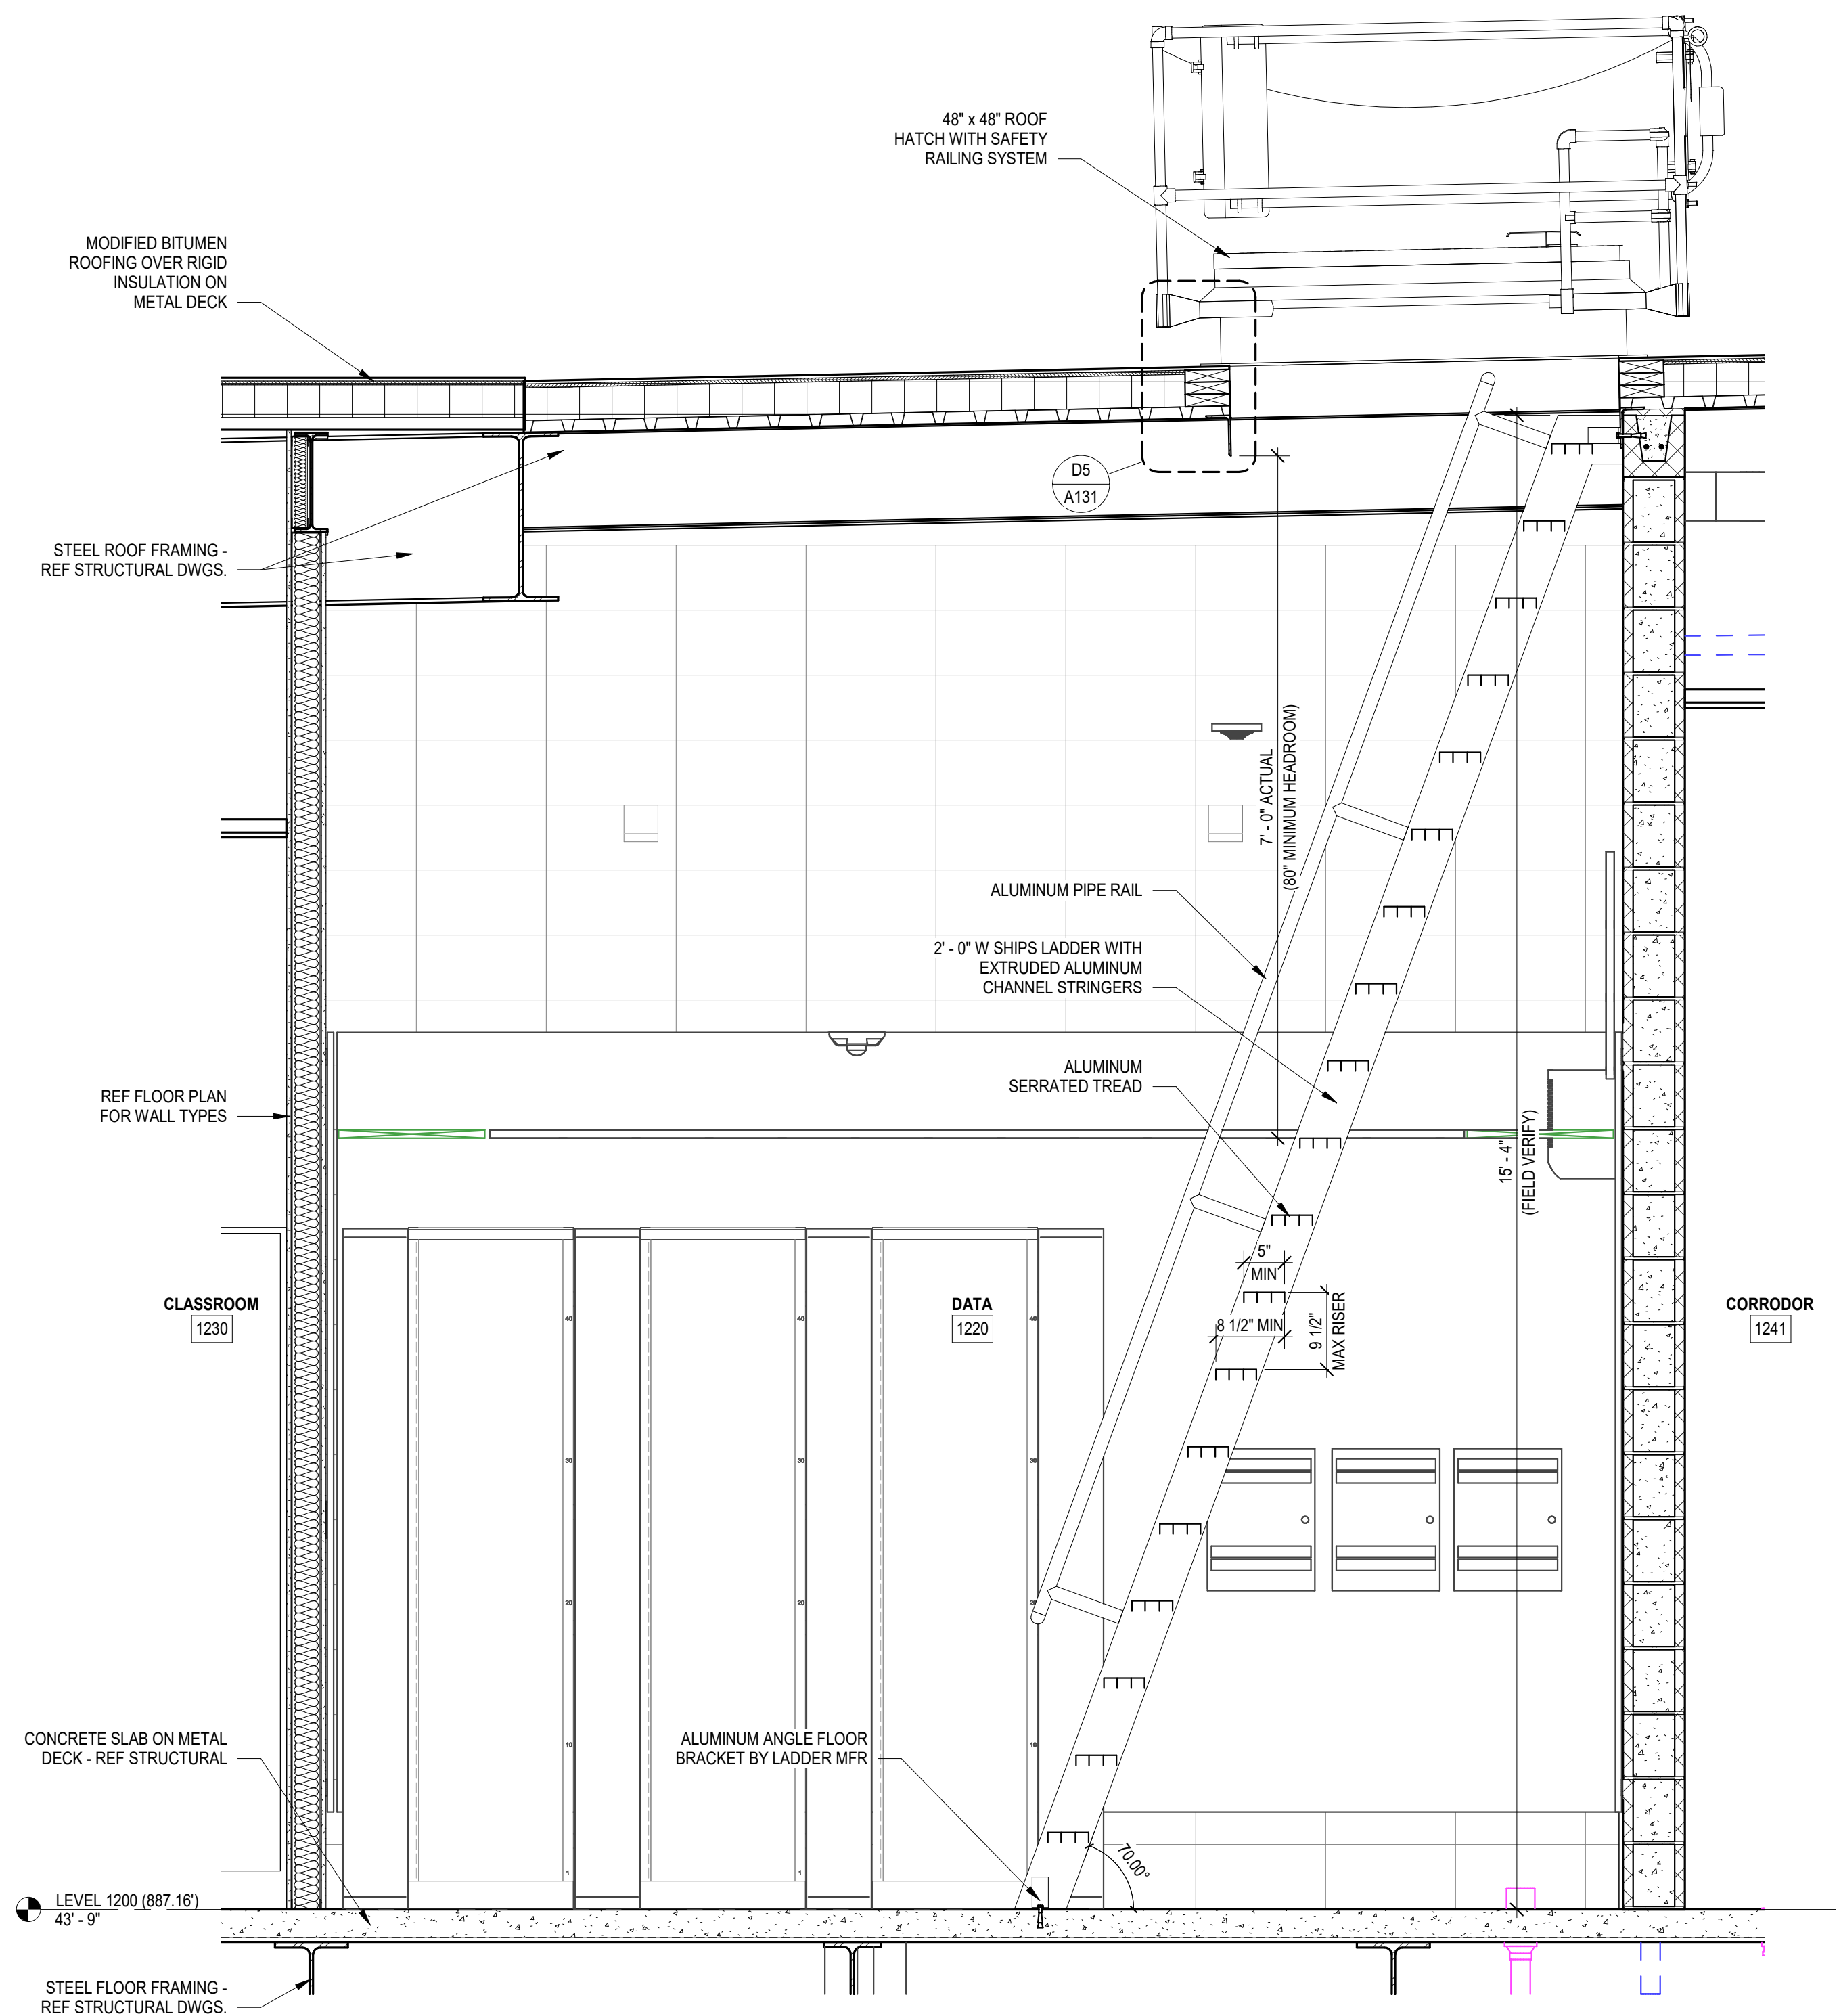 48" x 48" ROOF
HATCH WITH SAFETY
RAILING SYSTEM
MODIFIED BITUMEN
ROOFING OVER RIGID
INSULATION ON
METAL DECK
D5
A131
STEEL ROOF FRAMING -
REF STRUCTURAL DWGS.
7' - 0" ACTUAL
(80" MINIMUM HEADROOM)
ALUMINUM PIPE RAIL
2' - 0" W SHIPS LADDER WITH
EXTRUDED ALUMINUM
CHANNEL STRINGERS
ALUMINUM
SERRATED TREAD
REF FLOOR PLAN
FOR WALL TYPES
15' - 4"
(FIELD VERIFY)
5"
MIN
8 1/2" MIN
9 1/2"
MAX RISER
CLASSROOM
1230
DATA
1220
CORRODOR
1241
40
40
40
30
30
30
20
20
20
10
10
10
1
1
CONCRETE SLAB ON METAL
DECK - REF STRUCTURAL
ALUMINUM ANGLE FLOOR
BRACKET BY LADDER MFR
70.00°
LEVEL 1200 (887.16')
43' - 9"
STEEL FLOOR FRAMING -
REF STRUCTURAL DWGS.